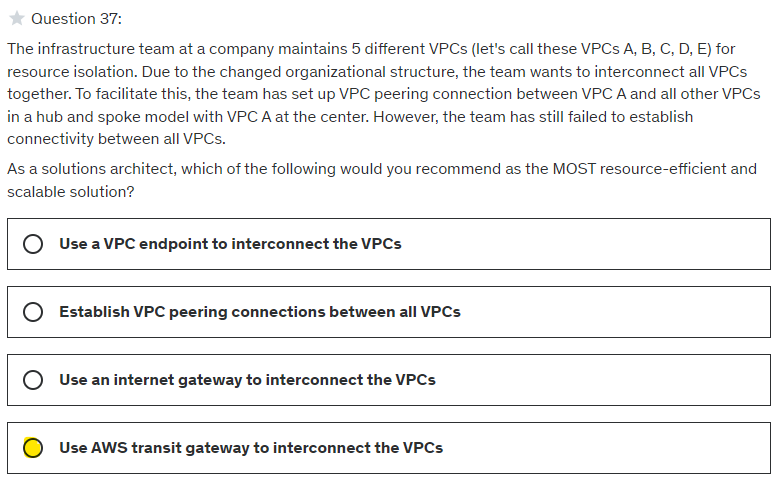 Question 37:
The infrastructure team at a company maintains 5 different VPCs (let's call these VPCs A, B, C, D, E) for
resource isolation. Due to the changed organizational structure, the team wants to interconnect all VPCs
together. To facilitate this, the team has set up VPC peering connection between VPC A and all other VPCs
in a hub and spoke model with VPC A at the center. However, the team has still failed to establish
connectivity between all VPCs.
As a solutions architect, which of the following would you recommend as the MOST resource-efficient and
scalable solution?
Use a VPC endpoint to interconnect the VPCs
Establish VPC peering connections between all VPCs
Use an internet gateway to interconnect the VPCs
Use AWS transit gateway to interconnect the VPCs